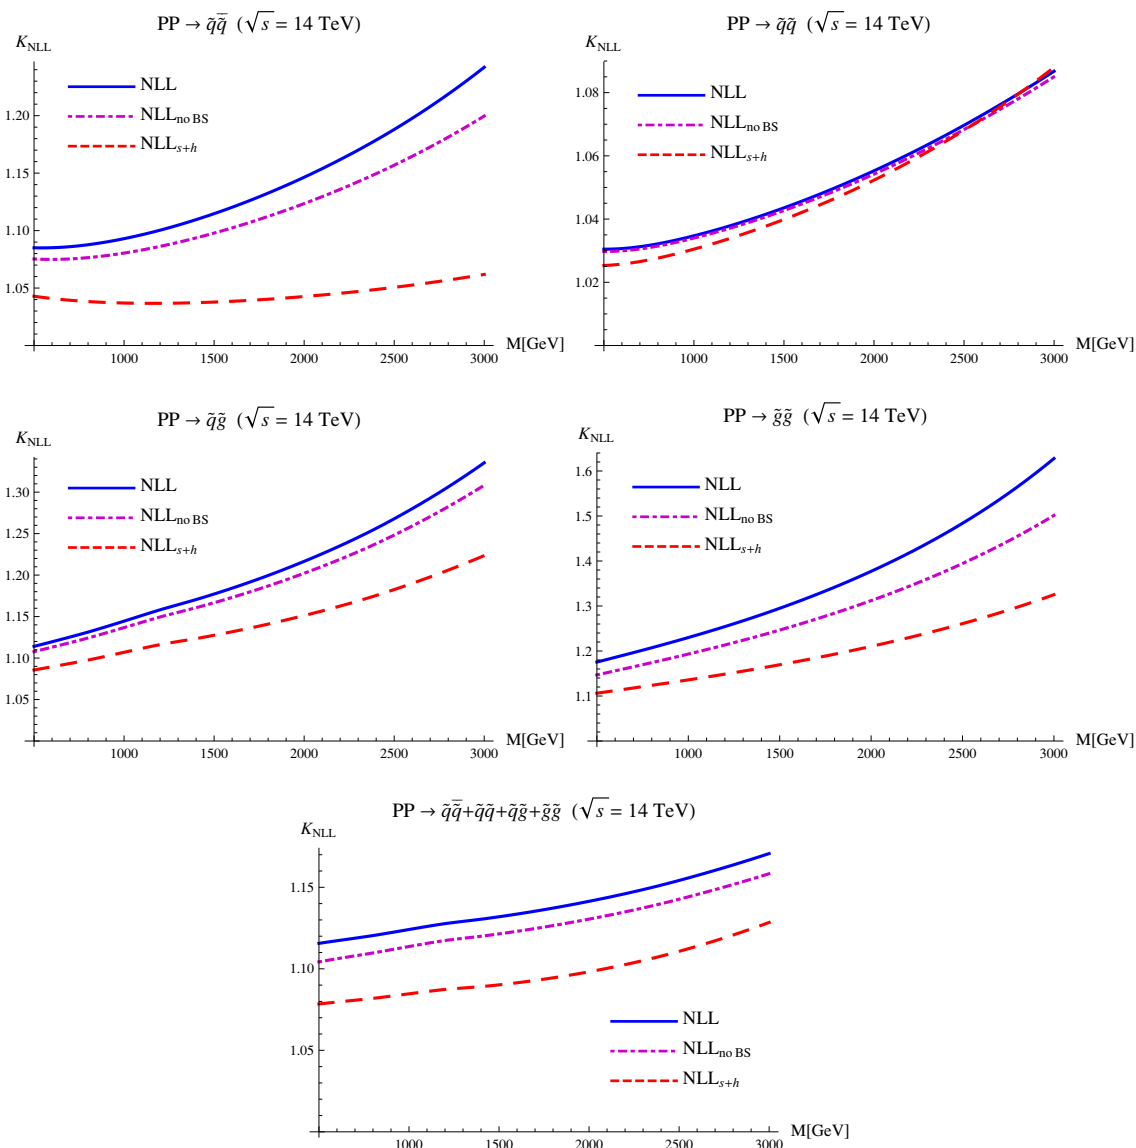 PP → q̃q̃̅ (√s = 14 TeV)
K_NLL
NLL
NLL_no BS
NLL_s+h
1.20
1.15
1.10
1.05
1000 1500 2000 2500 3000 M[GeV]
PP → q̃q̃ (√s = 14 TeV)
K_NLL
NLL
NLL_no BS
NLL_s+h
1.08
1.06
1.04
1.02
1000 1500 2000 2500 3000 M[GeV]
PP → q̃g̃ (√s = 14 TeV)
K_NLL
NLL
NLL_no BS
NLL_s+h
1.30
1.25
1.20
1.15
1.10
1.05
1000 1500 2000 2500 3000 M[GeV]
PP → g̃g̃ (√s = 14 TeV)
K_NLL
NLL
NLL_no BS
NLL_s+h
1.6
1.5
1.4
1.3
1.2
1.1
1000 1500 2000 2500 3000 M[GeV]
PP → q̃q̃̅+q̃q̃+q̃g̃+g̃g̃ (√s = 14 TeV)
K_NLL
1.15
1.10
1.05
NLL
NLL_no BS
NLL_s+h
1000 1500 2000 2500 3000 M[GeV]